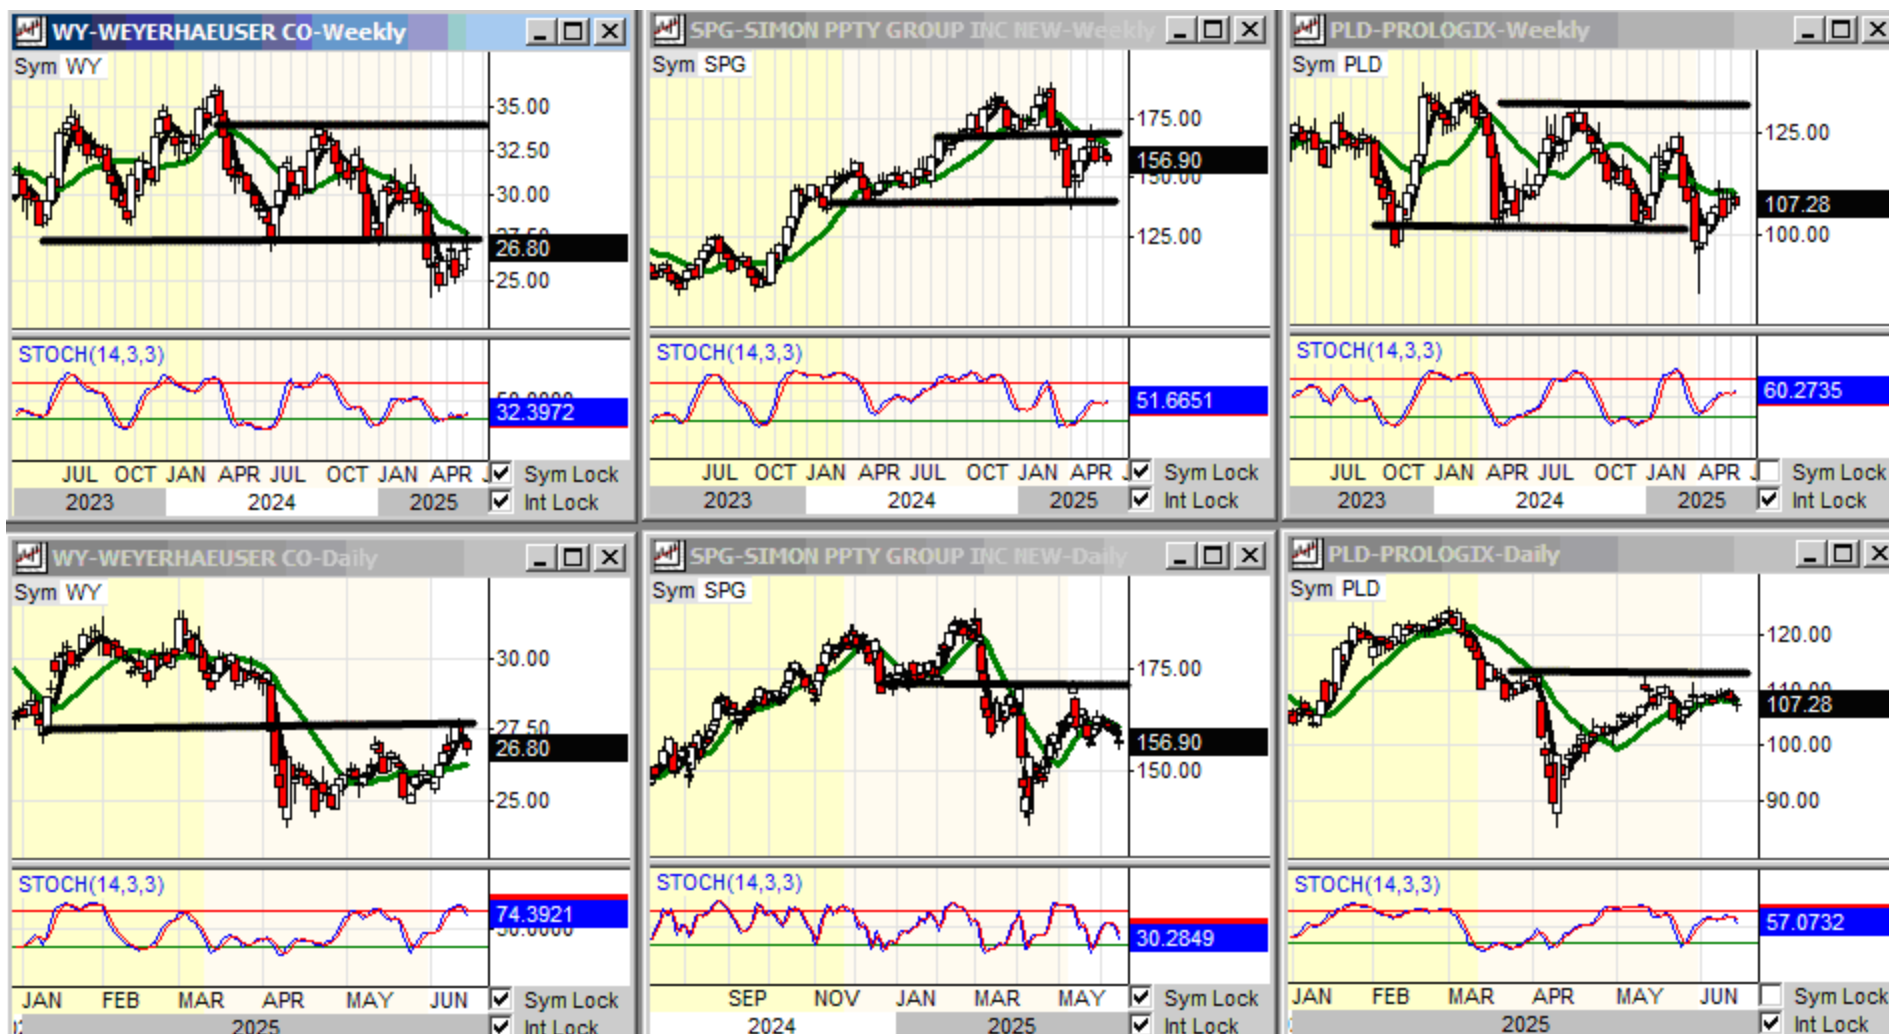 WY-WEYERHAEUSER CO-Weekly
Sym WY
35.00
32.50
30.00
26.80
25.00
STOCH(14,3,3)
32.3972
JUL OCT JAN APR JUL OCT JAN APR
Sym Lock
2023 2024 2025
Int Lock
SPG-SIMON PPTY GROUP INC NEW-Weekly
Sym SPG
175.00
156.90
150.00
125.00
STOCH(14,3,3)
51.6651
JUL OCT JAN APR JUL OCT JAN APR
Sym Lock
2023 2024 2025
Int Lock
PLD-PROLOGIX-Weekly
Sym PLD
125.00
107.28
100.00
STOCH(14,3,3)
60.2735
JUL OCT JAN APR JUL OCT JAN APR
Sym Lock
2023 2024 2025
Int Lock
WY-WEYERHAEUSER CO-Daily
Sym WY
30.00
27.50
26.80
25.00
STOCH(14,3,3)
74.3921
50.0000
JAN FEB MAR APR MAY JUN
Sym Lock
2025
Int Lock
SPG-SIMON PPTY GROUP INC NEW-Daily
Sym SPG
175.00
156.90
150.00
STOCH(14,3,3)
30.2849
SEP NOV JAN MAR MAY
Sym Lock
2024 2025
Int Lock
PLD-PROLOGIX-Daily
Sym PLD
120.00
110.00
107.28
100.00
90.00
STOCH(14,3,3)
57.0732
JAN FEB MAR APR MAY JUN
Sym Lock
2025
Int Lock